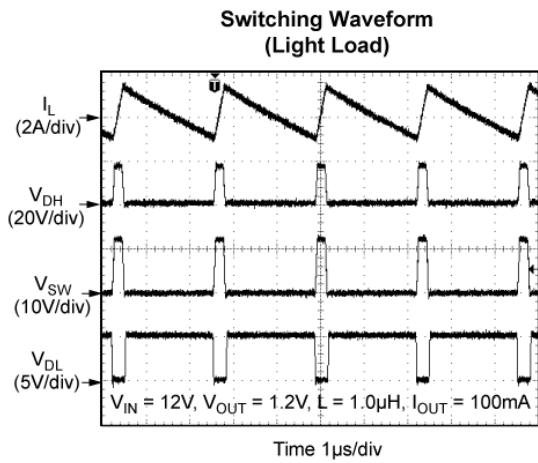 Switching Waveform
(Light Load)
T
I_L
(2A/div)
V_DH
(20V/div)
V_SW
(10V/div)
V_DL
(5V/div)
V_IN = 12V, V_OUT = 1.2V, L = 1.0µH, I_OUT = 100mA
Time 1µs/div